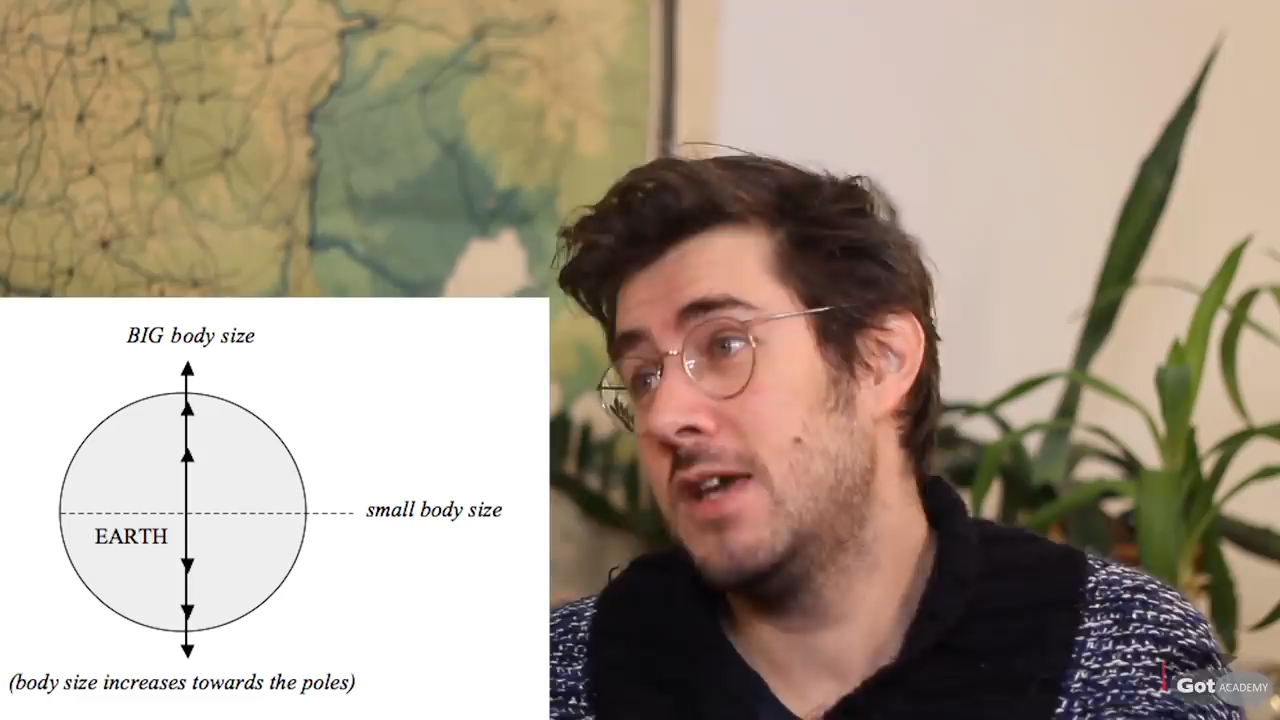 BIG body size
small body size
EARTH
(body size increases towards the poles)
Got ACADEMY